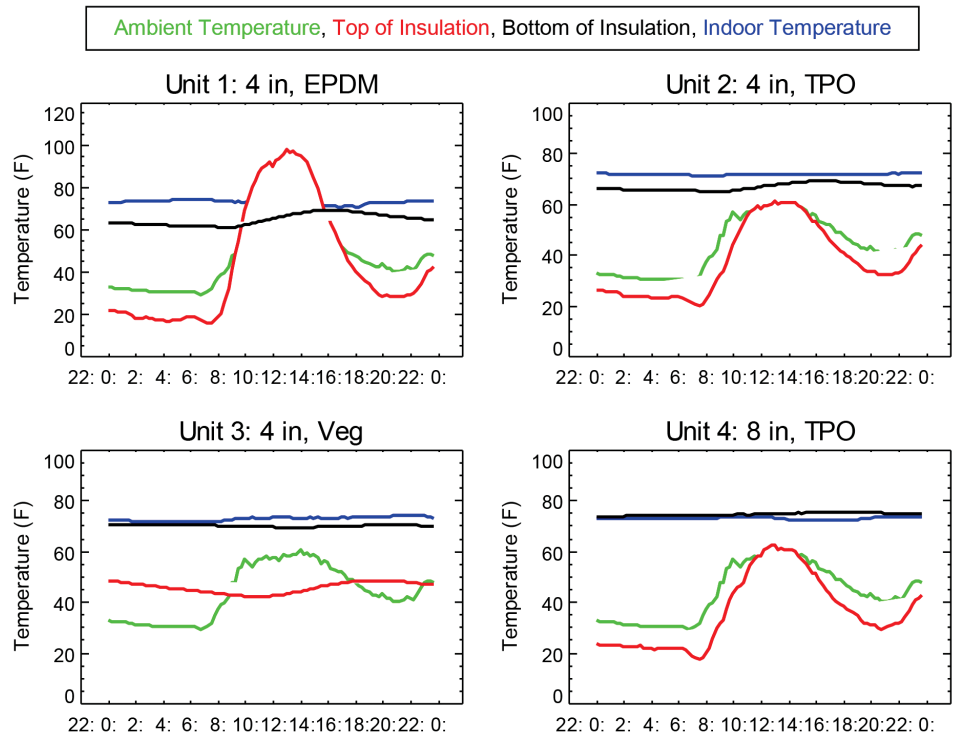 Ambient Temperature, Top of Insulation, Bottom of Insulation, Indoor Temperature
Unit 1: 4 in, EPDM
Temperature (F)
120
100
80
60
40
20
0
22: 0: 2: 4: 6: 8: 10:12:14:16:18:20:22: 0:
Unit 2: 4 in, TPO
Temperature (F)
100
80
60
40
20
0
22: 0: 2: 4: 6: 8: 10:12:14:16:18:20:22: 0:
Unit 3: 4 in, Veg
Temperature (F)
100
80
60
40
20
0
22: 0: 2: 4: 6: 8: 10:12:14:16:18:20:22: 0:
Unit 4: 8 in, TPO
Temperature (F)
100
80
60
40
20
0
22: 0: 2: 4: 6: 8: 10:12:14:16:18:20:22: 0: